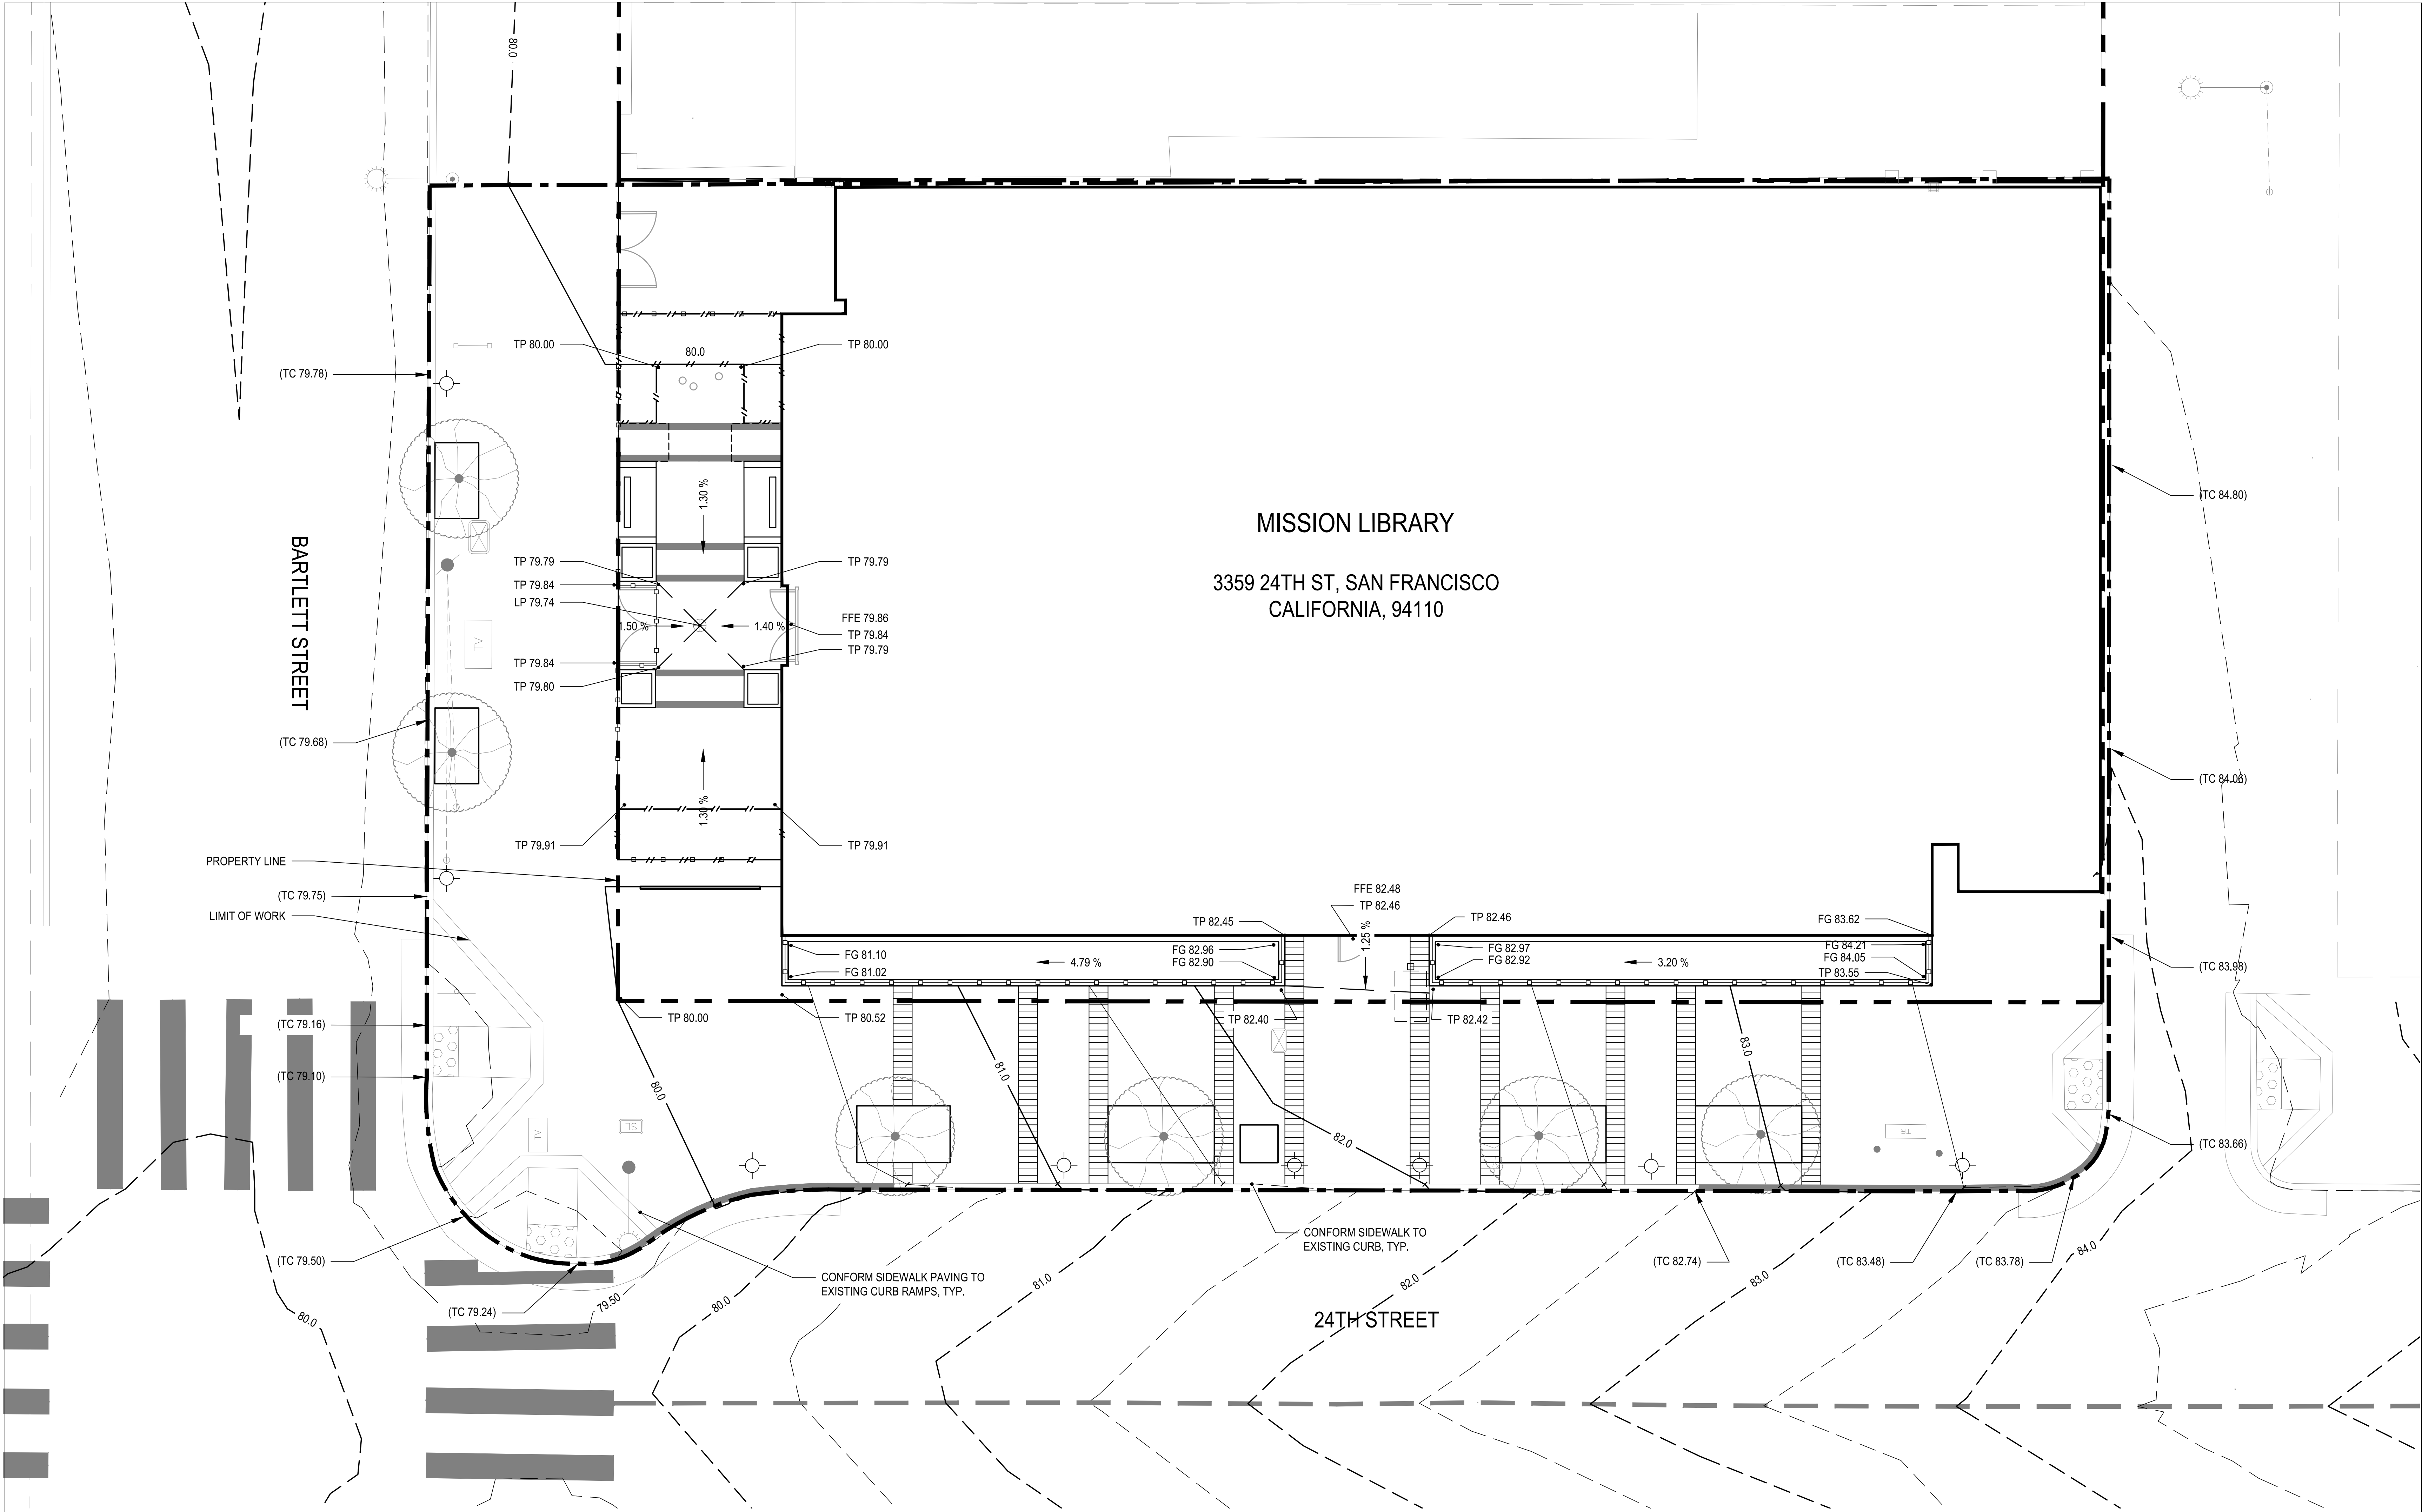 80.0
(TC 79.78)
TP 80.00
80.0
TP 80.00
(TC 84.80)
1.30 %
MISSION LIBRARY
3359 24TH ST, SAN FRANCISCO
CALIFORNIA, 94110
BARTLETT STREET
TP 79.79
TP 79.84
LP 79.74
TP 79.79
1.50 %
1.40 %
FFE 79.86
TP 79.84
TP 79.79
TP 79.84
TP 79.80
TV
(TC 79.68)
(TC 84.06)
1.30 %
TP 79.91
TP 79.91
PROPERTY LINE
(TC 79.75)
LIMIT OF WORK
FFE 82.48
TP 82.46
TP 82.45
TP 82.46
FG 83.62
1.25 %
FG 81.10
FG 81.02
4.79 %
FG 82.96
FG 82.90
FG 82.97
FG 82.92
3.20 %
FG 84.21
FG 84.05
TP 83.55
(TC 83.98)
(TC 79.16)
TP 80.00
TP 80.52
TP 82.40
TP 82.42
(TC 79.10)
80.0
81.0
82.0
83.0
SL
TR
(TC 83.66)
(TC 79.50)
CONFORM SIDEWALK TO
EXISTING CURB, TYP.
(TC 82.74)
(TC 83.48)
(TC 83.78)
84.0
CONFORM SIDEWALK PAVING TO
EXISTING CURB RAMPS, TYP.
80.0
(TC 79.24)
79.50
80.0
81.0
82.0
83.0
24TH STREET